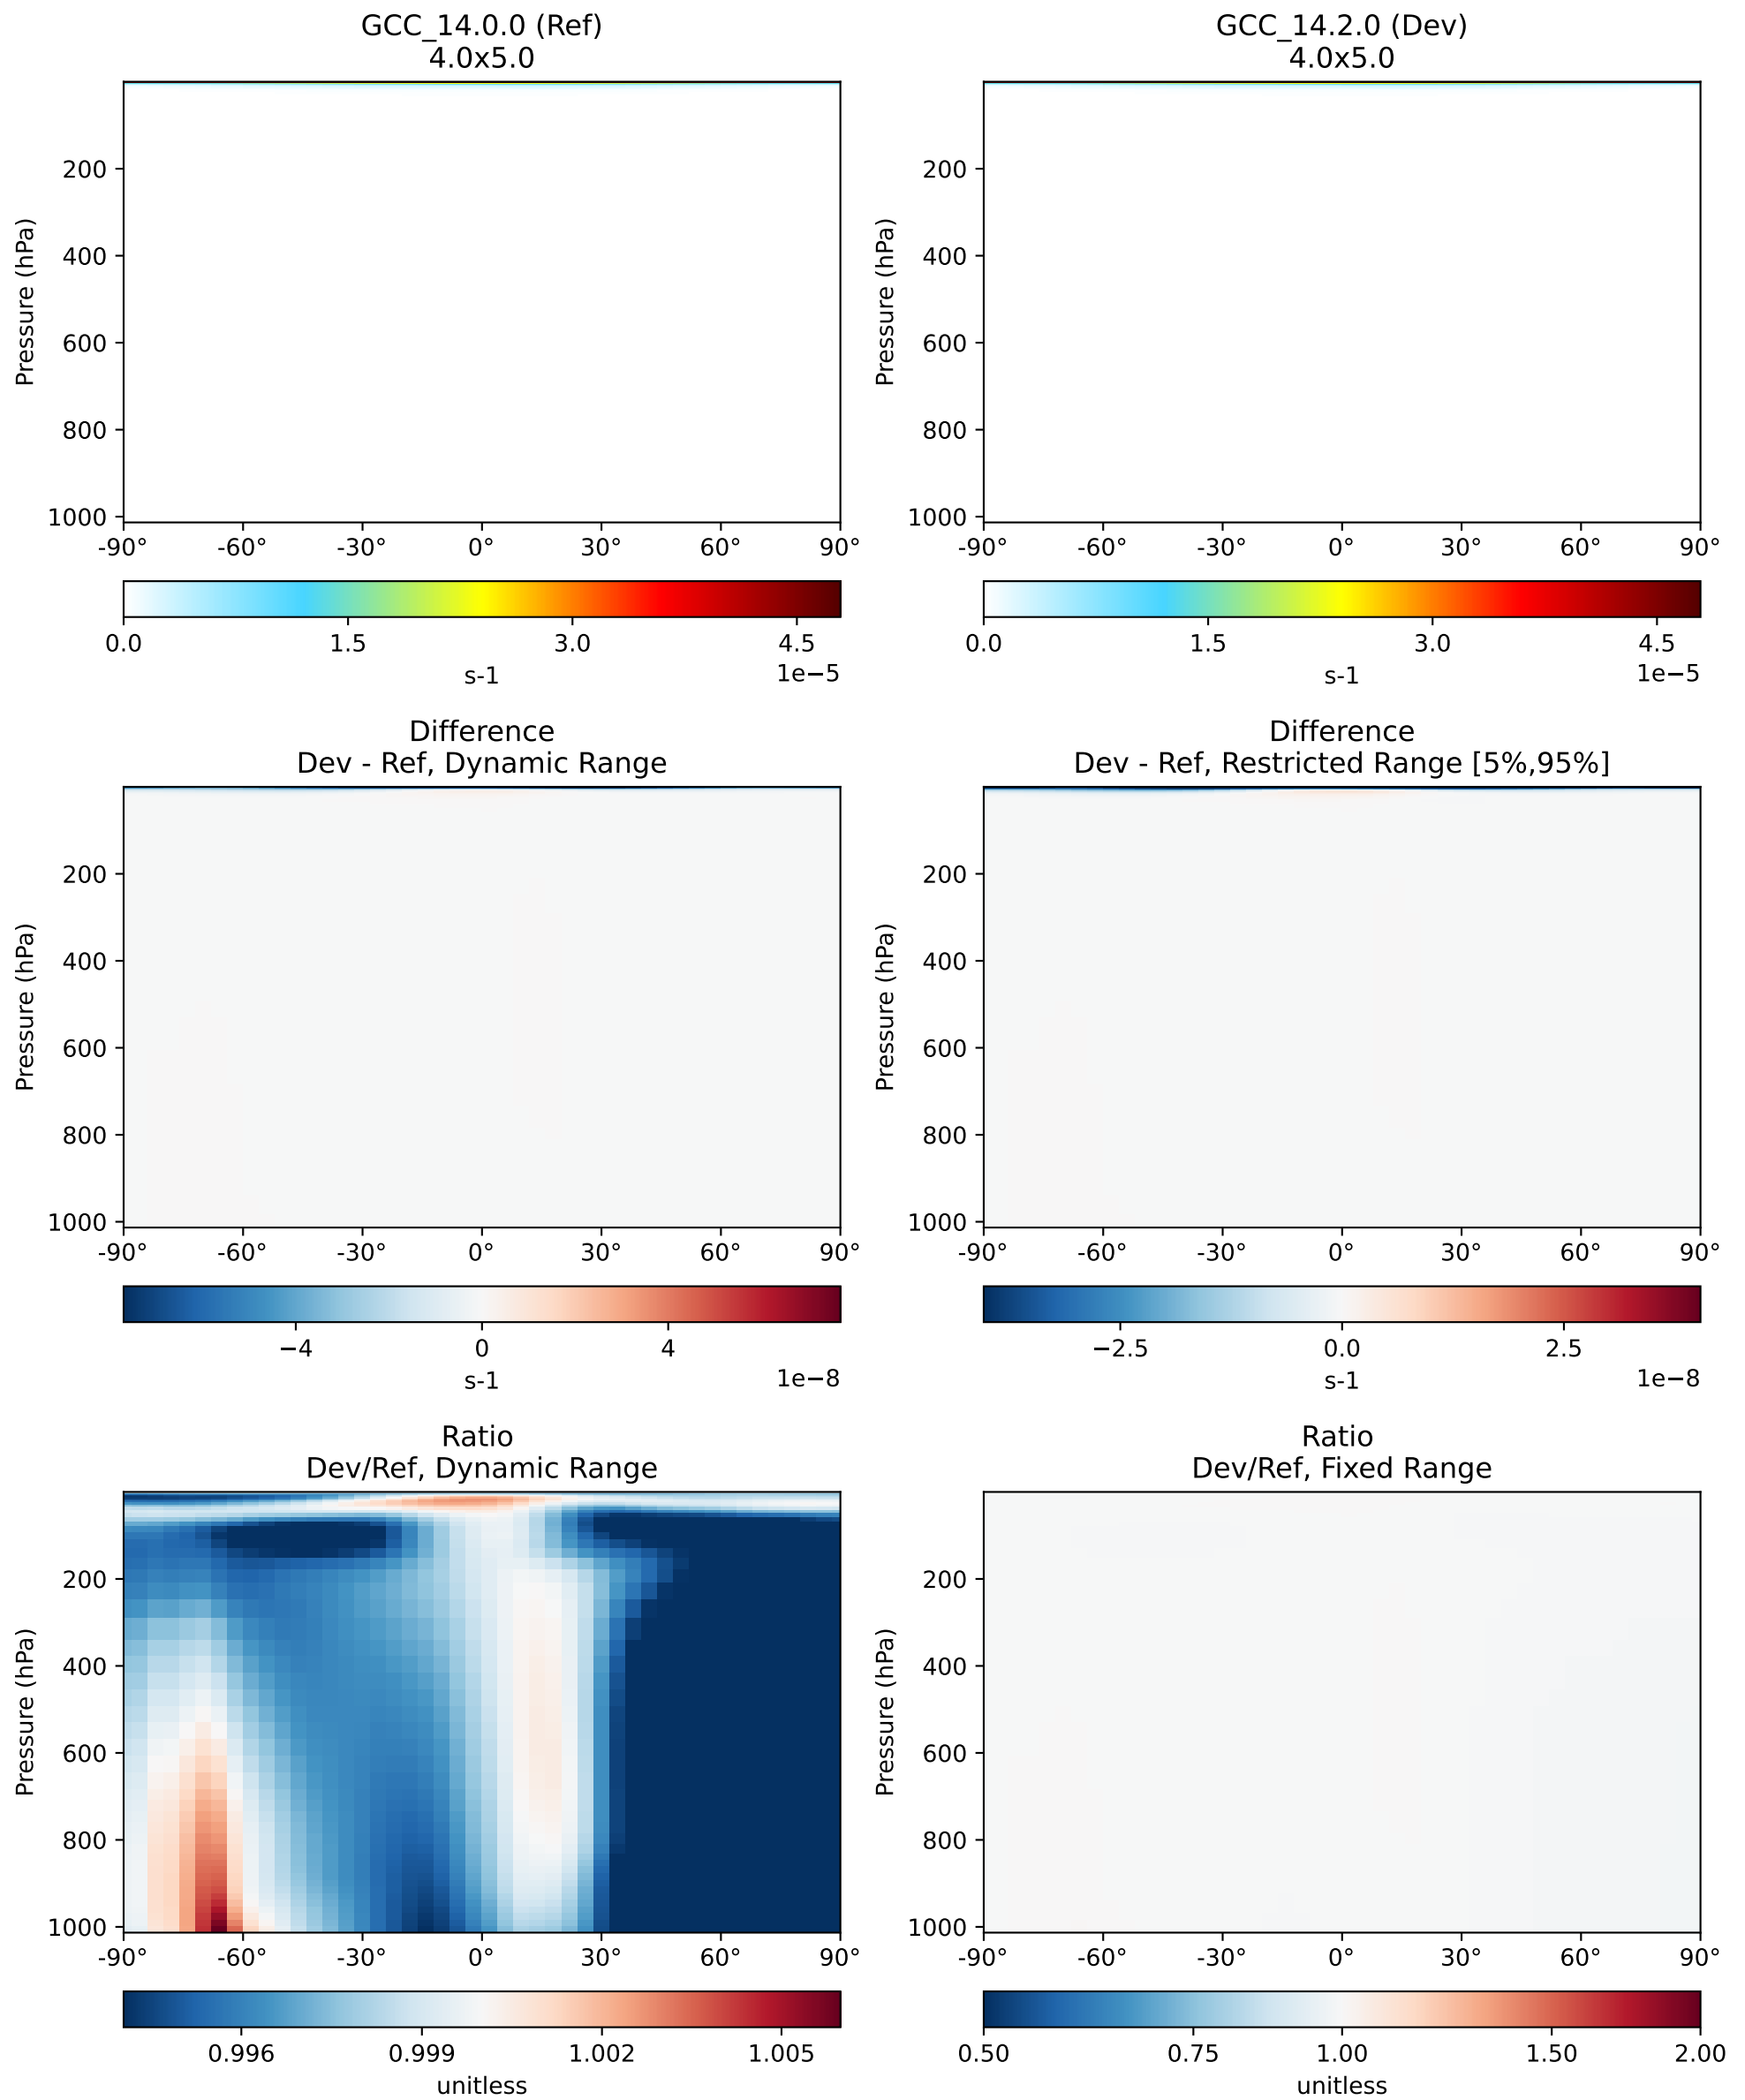 GCC_14.0.0 (Ref)
4.0x5.0
GCC_14.2.0 (Dev)
4.0x5.0
Pressure (hPa)
200
400
600
800
1000
-90° -60° -30° 0° 30° 60° 90°
0.0 1.5 3.0 4.5
s-1
1e−5
Pressure (hPa)
200
400
600
800
1000
-90° -60° -30° 0° 30° 60° 90°
0.0 1.5 3.0 4.5
s-1
1e−5
Difference
Dev - Ref, Dynamic Range
Difference
Dev - Ref, Restricted Range [5%,95%]
Pressure (hPa)
200
400
600
800
1000
-90° -60° -30° 0° 30° 60° 90°
−4 0 4
s-1
1e−8
Pressure (hPa)
200
400
600
800
1000
-90° -60° -30° 0° 30° 60° 90°
−2.5 0.0 2.5
s-1
1e−8
Ratio
Dev/Ref, Dynamic Range
Ratio
Dev/Ref, Fixed Range
Pressure (hPa)
200
400
600
800
1000
-90° -60° -30° 0° 30° 60° 90°
0.996 0.999 1.002 1.005
unitless
Pressure (hPa)
200
400
600
800
1000
-90° -60° -30° 0° 30° 60° 90°
0.50 0.75 1.00 1.50 2.00
unitless